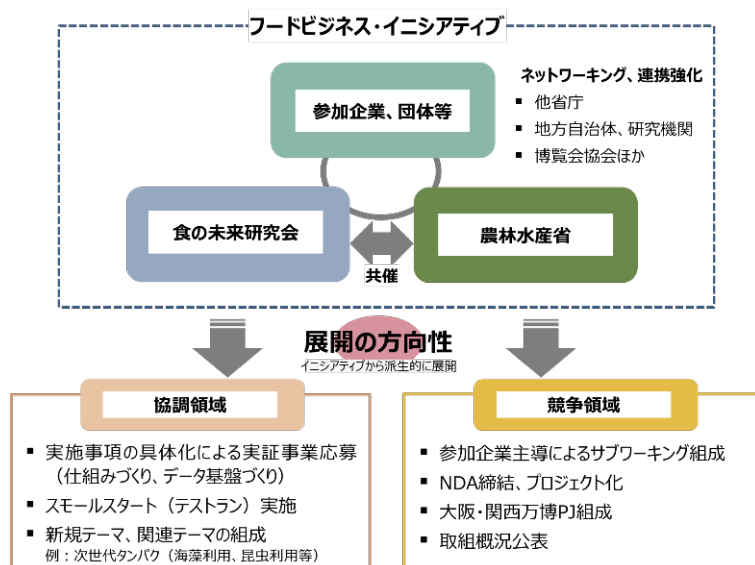 フードビジネス・イニシアティブ
参加企業、団体等
ネットワーキング、連携強化
▪ 他省庁
▪ 地方自治体、研究機関
▪ 博覧会協会ほか
食の未来研究会
農林水産省
共催
展開の方向性
イニシアティブから派生的に展開
協調領域
▪ 実施事項の具体化による実証事業応募
（仕組みづくり、データ基盤づくり）
▪ スモールスタート（テストラン）実施
▪ 新規テーマ、関連テーマの組成
例：次世代タンパク（海藻利用、昆虫利用等）
競争領域
▪ 参加企業主導によるサブワーキング組成
▪ NDA締結、プロジェクト化
▪ 大阪・関西万博PJ組成
▪ 取組概況公表